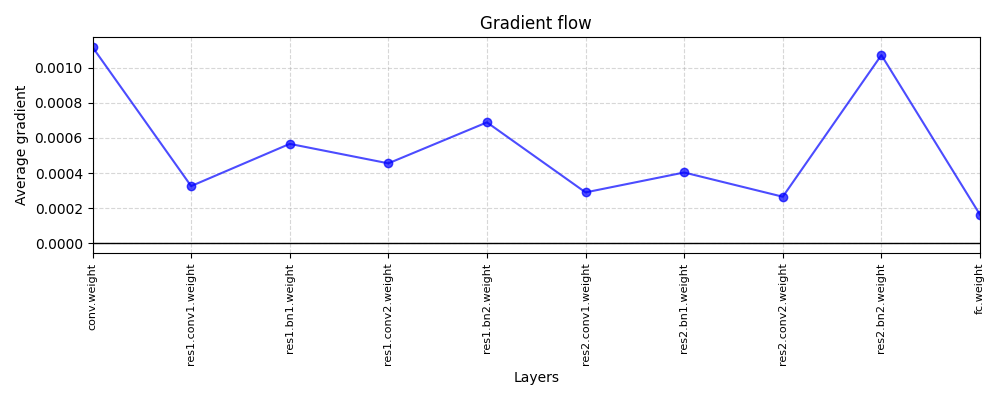 Gradient flow
Average gradient
0.0010
0.0008
0.0006
0.0004
0.0002
0.0000
conv.weight
res1.conv1.weight
res1.bn1.weight
res1.conv2.weight
res1.bn2.weight
res2.conv1.weight
res2.bn1.weight
res2.conv2.weight
res2.bn2.weight
fc.weight
Layers